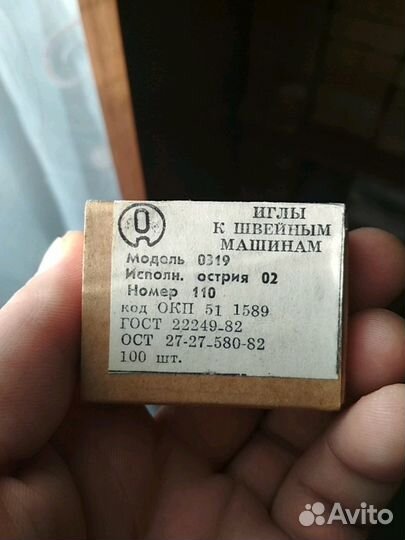 ИГЛЫ
К ШВЕЙНЫМ
МАШИНАМ
Модель 0319
Исполн. острия 02
Номер 110
код ОКП 51 1589
ГОСТ 22249-82
ОСТ 27-27-580-82
100 шт.
Avito